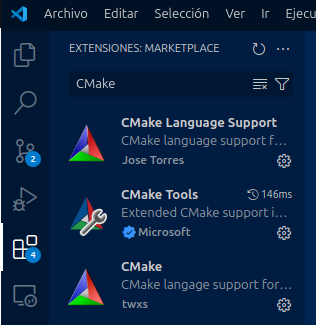 Archivo Editar Selección Ver Ir Ejecu
EXTENSIONES: MARKETPLACE
CMake
CMake Language Support
CMake language support f...
Jose Torres
CMake Tools 146ms
Extended CMake support i...
Microsoft
CMake
CMake langage support for...
twxs
2
4